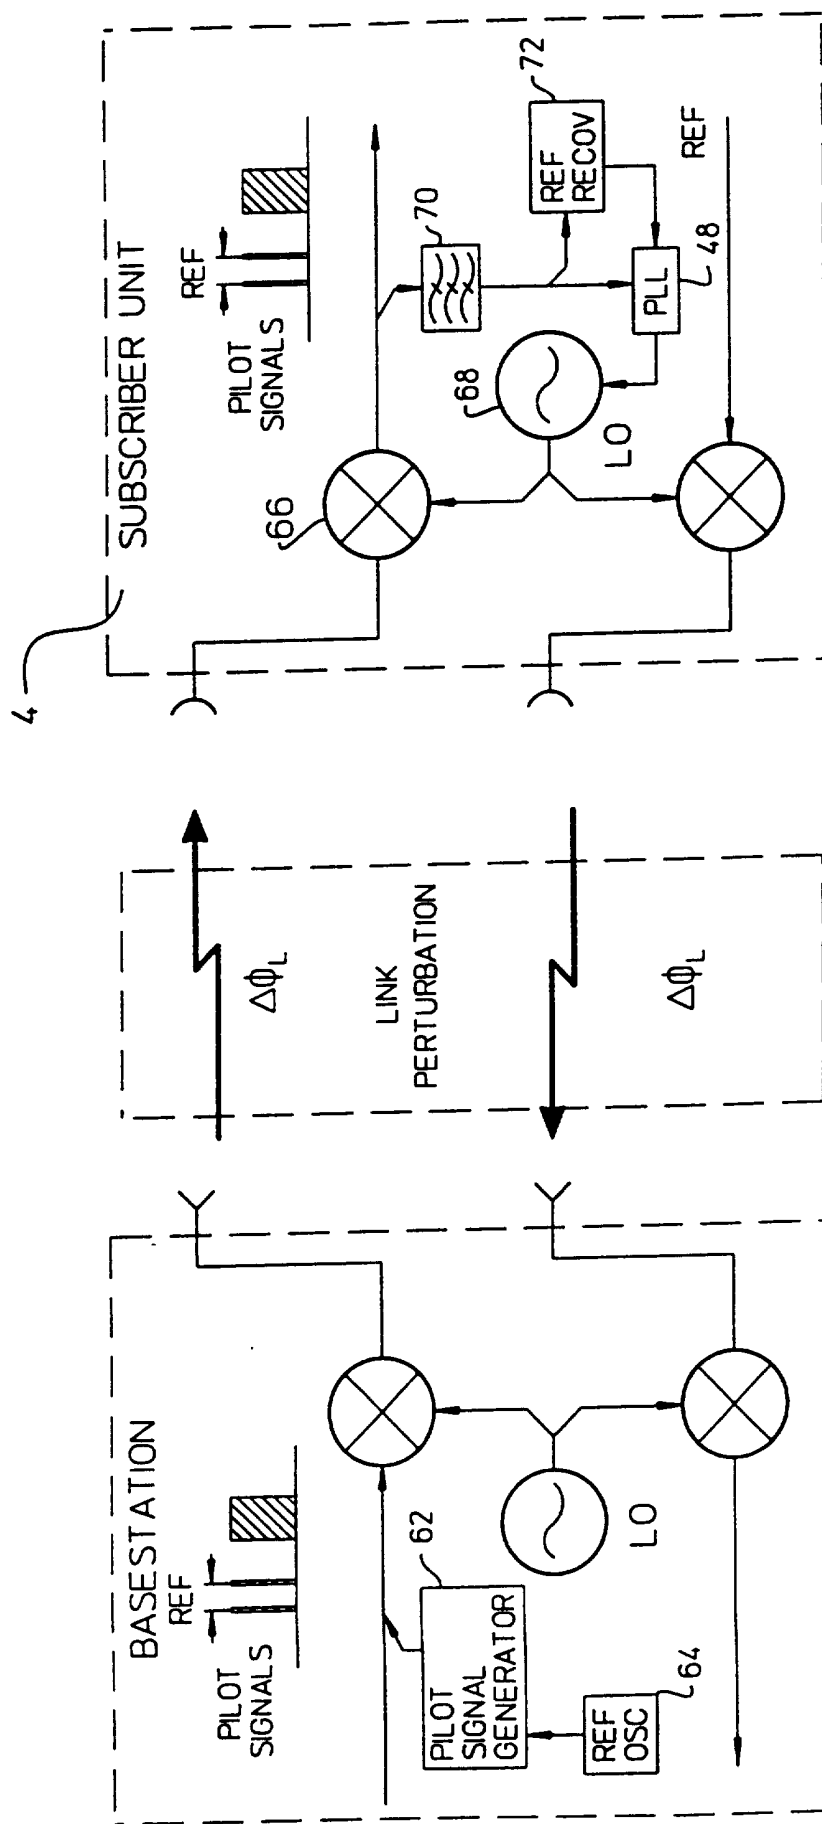 BASESTATION
REF
PILOT
SIGNALS
62
PILOT
SIGNAL
GENERATOR
REF
OSC
64
LO
ΔΦL
LINK
PERTURBATION
ΔΦL
4
SUBSCRIBER UNIT
REF
PILOT
SIGNALS
66
68
LO
70
72
REF
RECOV
PLL
48
REF